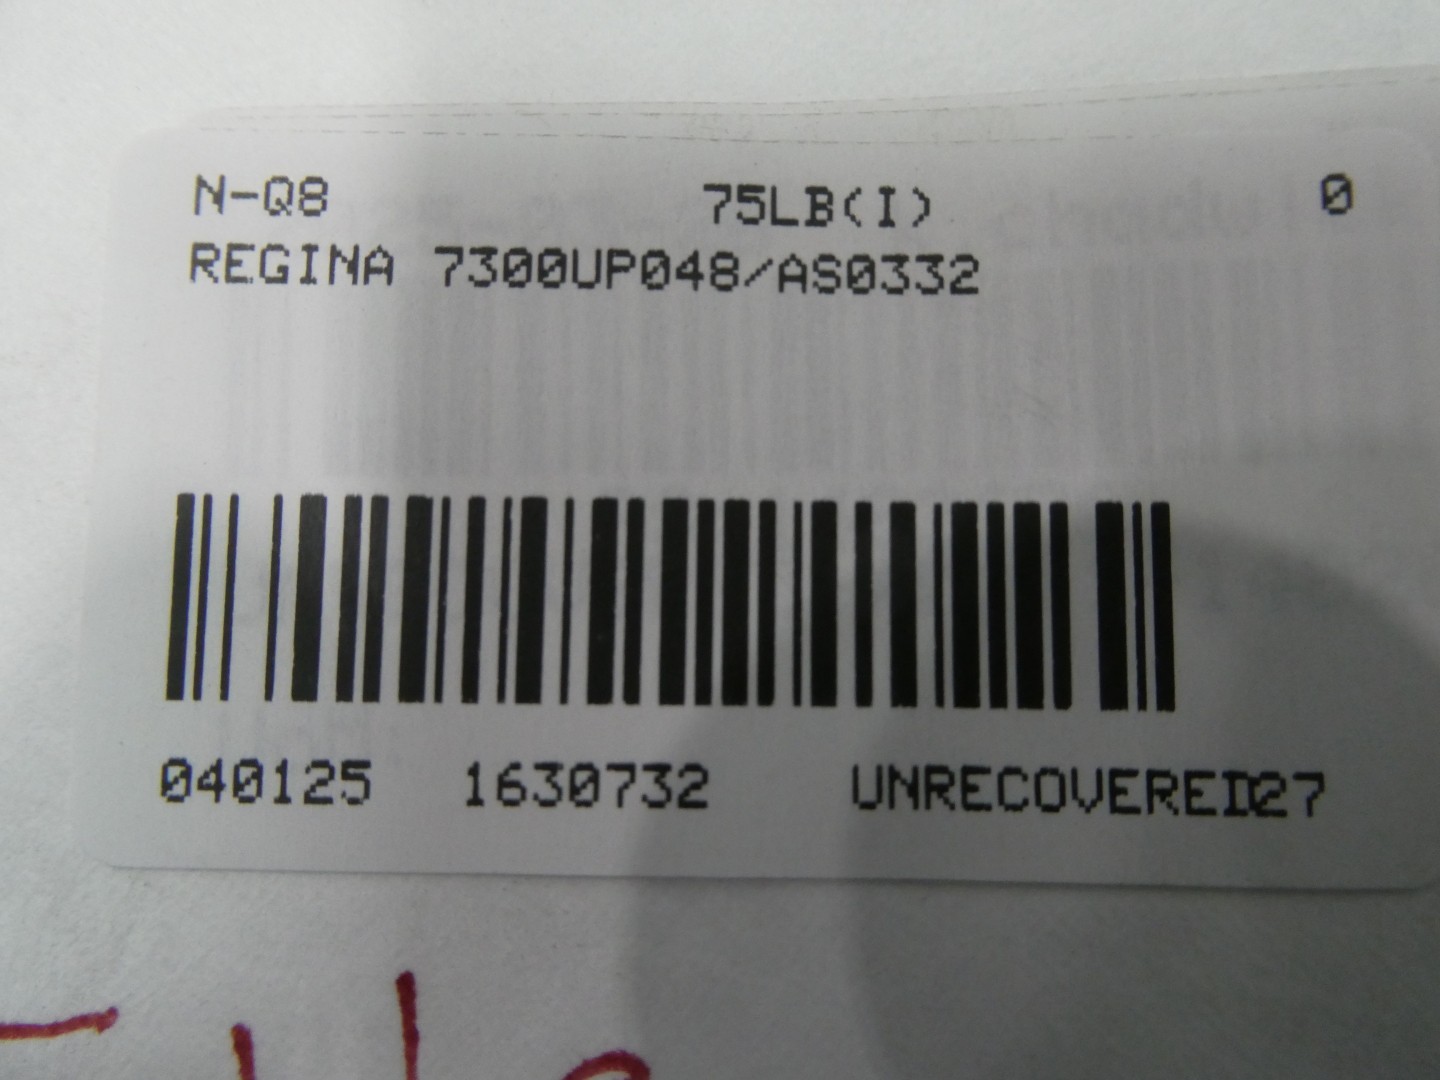 N-Q8 75LB(I) 0
REGINA 7300UP048/AS0332
040125 1630732 UNRECOVERED27